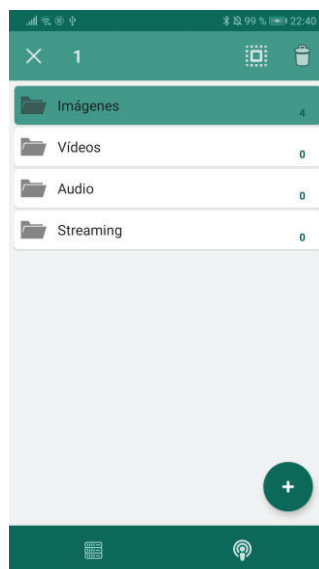 99 % 22:40
1
Imágenes
4
Vídeos
0
Audio
0
Streaming
0
+